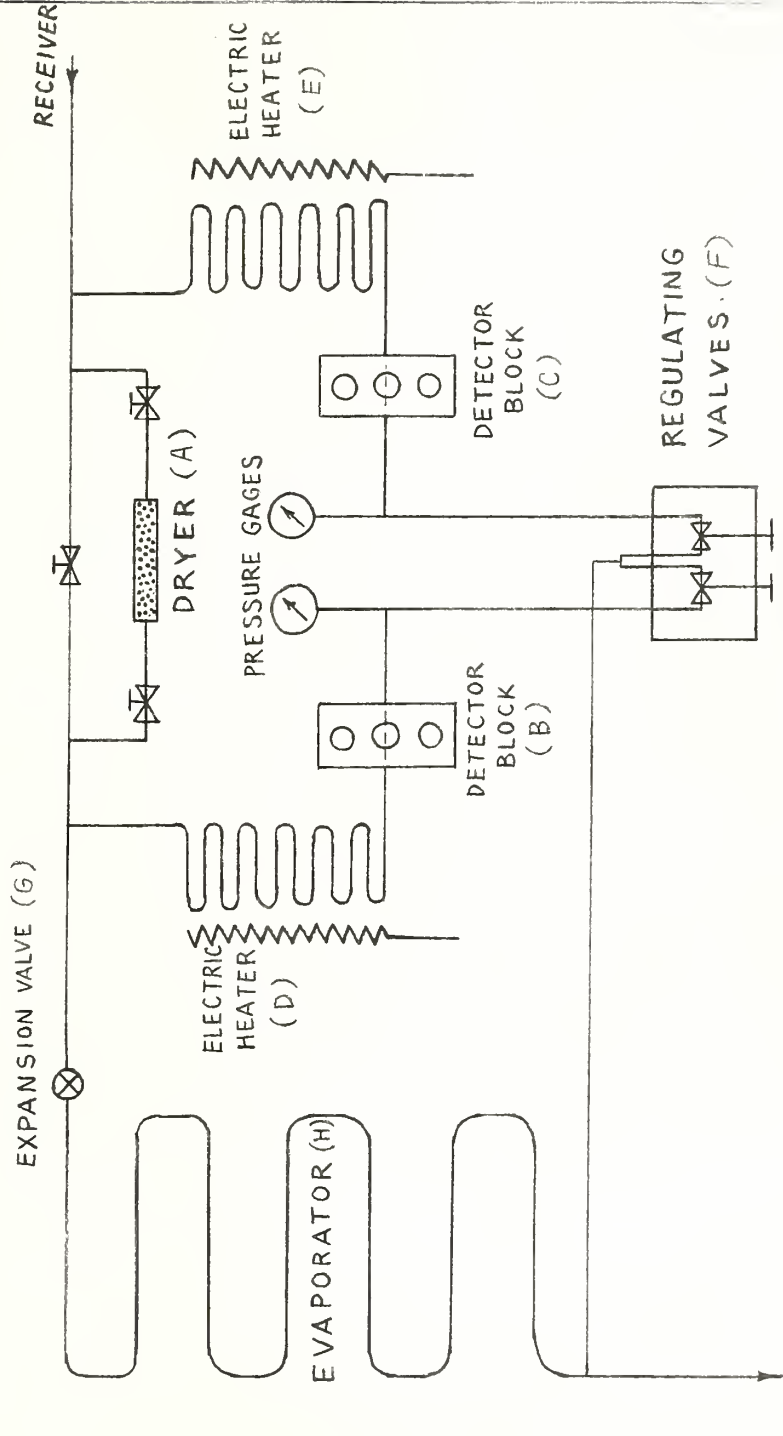 RECEIVER
ELECTRIC
HEATER
(E)
DETECTOR
BLOCK
(C)
REGULATING
VALVES. (F)
DRYER (A)
PRESSURE GAGES
DETECTOR
BLOCK
(B)
EXPANSION VALVE (G)
ELECTRIC
HEATER
(D)
EVAPORATOR (H)